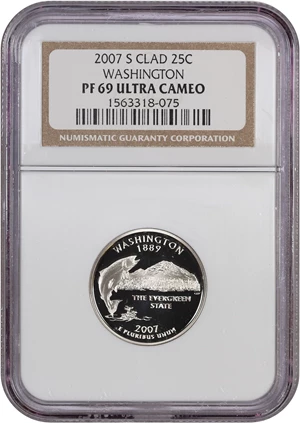 2007 S CLAD 25C
WASHINGTON
PF 69 ULTRA CAMEO
1563318-075
NUMISMATIC GUARANTY CORPORATION
WASHINGTON
1889
THE EVERGREEN
STATE
2007
E PLURIBUS UNUM